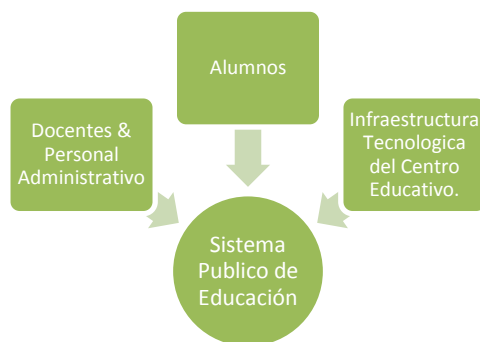 Alumnos
Docentes &
Personal
Administrativo
Infraestructura
Tecnologica
del Centro
Educativo.
Sistema
Publico de
Educación